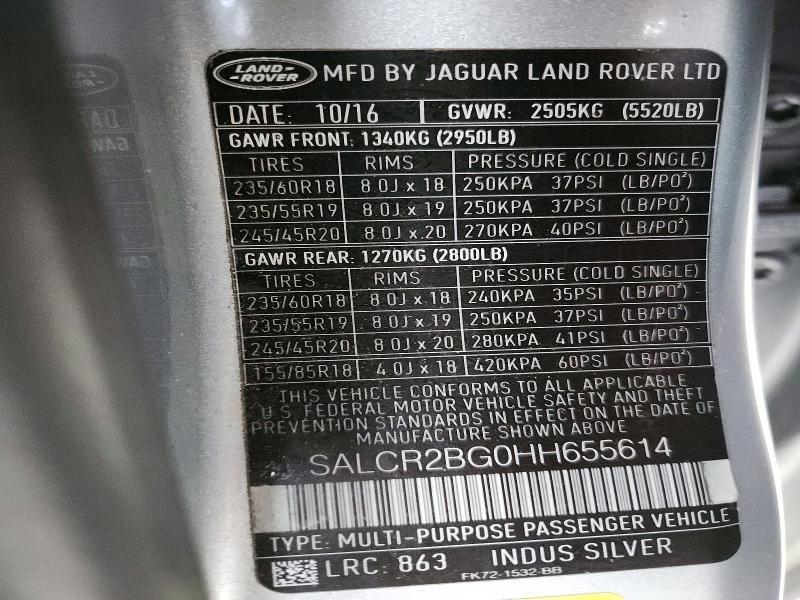 LAND-ROVER MFD BY JAGUAR LAND ROVER LTD
DATE: 10/16 GVWR: 2505KG (5520LB)
GAWR FRONT: 1340KG (2950LB)
TIRES RIMS PRESSURE (COLD SINGLE)
235/60R18 8.0J x 18 250KPA 37PSI (LB/PO²)
235/55R19 8.0J x 19 250KPA 37PSI (LB/PO²)
245/45R20 8.0J x 20 270KPA 40PSI (LB/PO²)
GAWR REAR: 1270KG (2800LB)
TIRES RIMS PRESSURE (COLD SINGLE)
235/60R18 8.0J x 18 240KPA 35PSI (LB/PO²)
235/55R19 8.0J x 19 250KPA 37PSI (LB/PO²)
245/45R20 8.0J x 20 280KPA 41PSI (LB/PO²)
155/85R18 4.0J x 18 420KPA 60PSI (LB/PO²)
THIS VEHICLE CONFORMS TO ALL APPLICABLE
U.S. FEDERAL MOTOR VEHICLE SAFETY AND THEFT
PREVENTION STANDARDS IN EFFECT ON THE DATE OF
MANUFACTURE SHOWN ABOVE
SALCR2BG0HH655614
TYPE: MULTI-PURPOSE PASSENGER VEHICLE
LRC: 863 INDUS SILVER
FK72-1532-BB